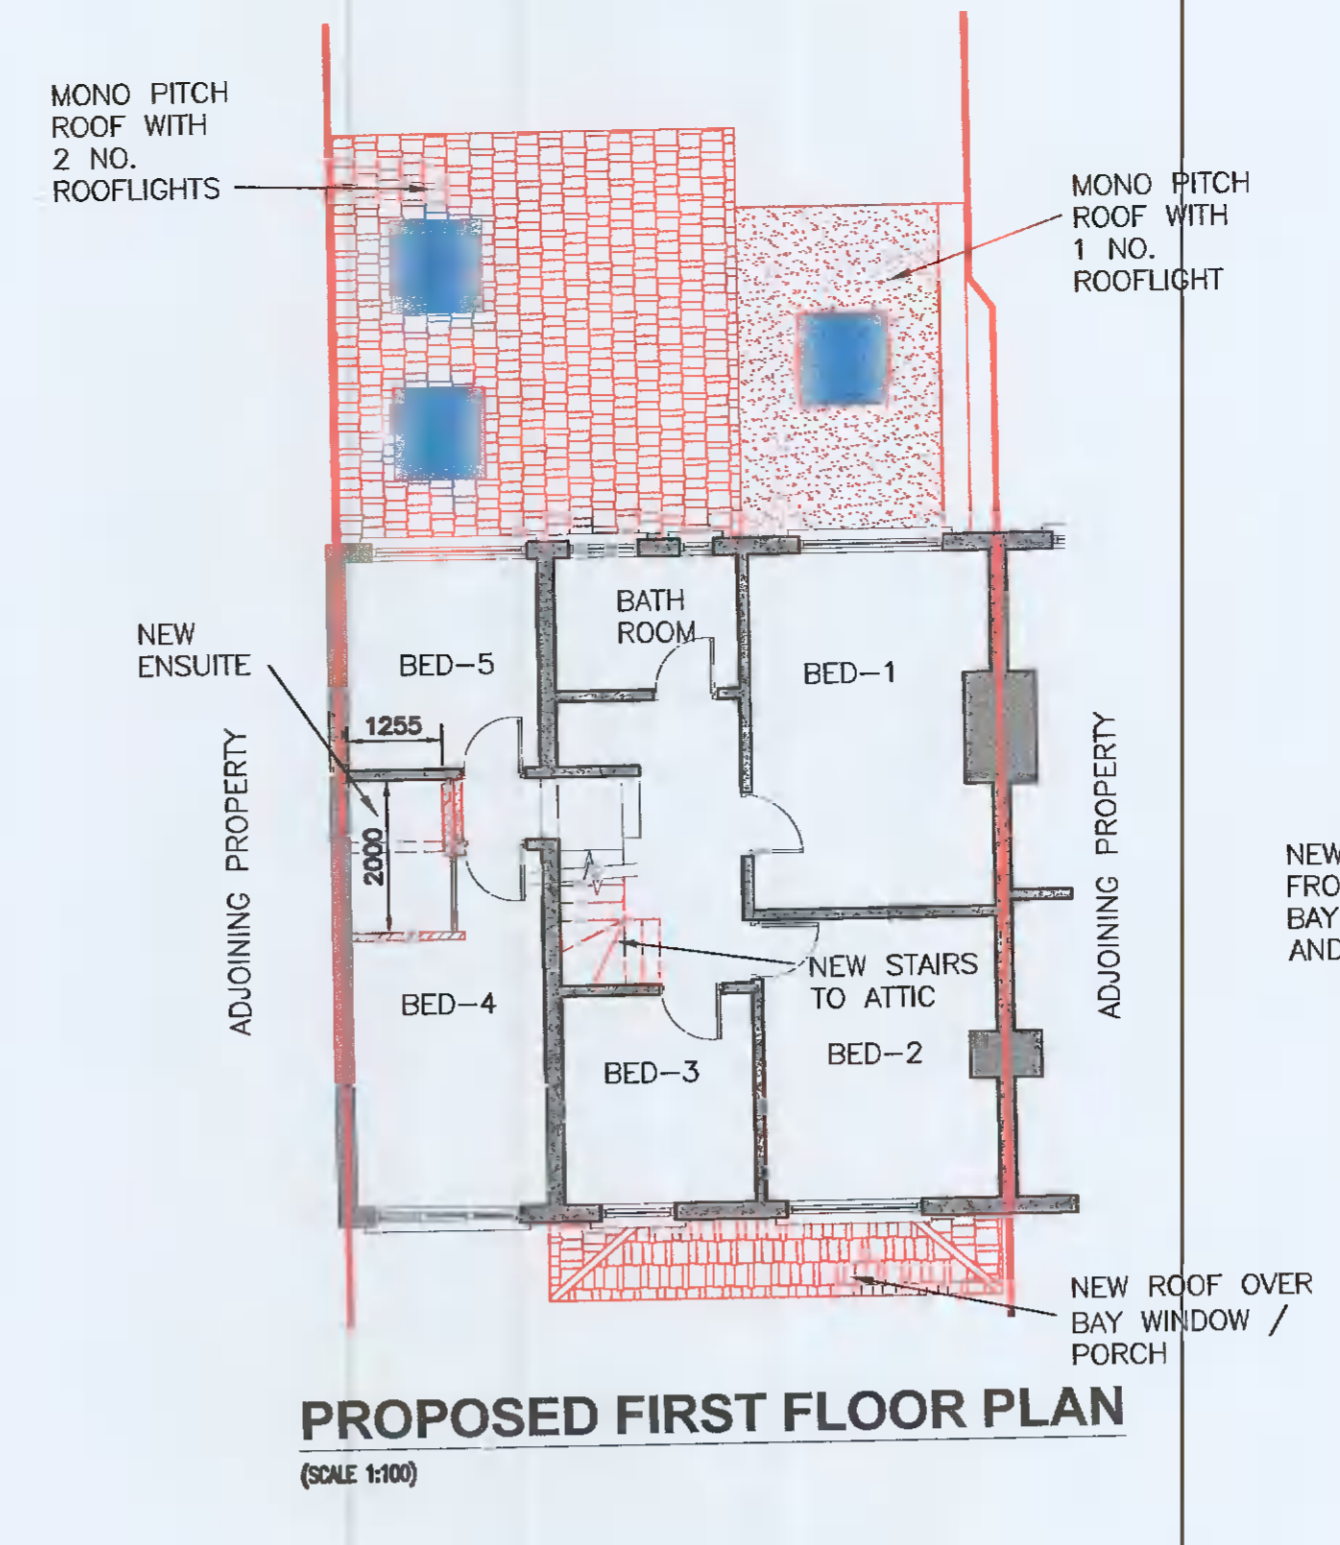 MONO PITCH
ROOF WITH
2 NO.
ROOFLIGHTS
MONO PITCH
ROOF WITH
1 NO.
ROOFLIGHT
NEW
ENSUITE
BATH
ROOM
BED-5
BED-1
1255
2000
ADJOINING PROPERTY
ADJOINING PROPERTY
NEW
FRO
BAY
AND
NEW STAIRS
TO ATTIC
BED-4
BED-3
BED-2
NEW ROOF OVER
BAY WINDOW /
PORCH
PROPOSED FIRST FLOOR PLAN
(SCALE 1:100)